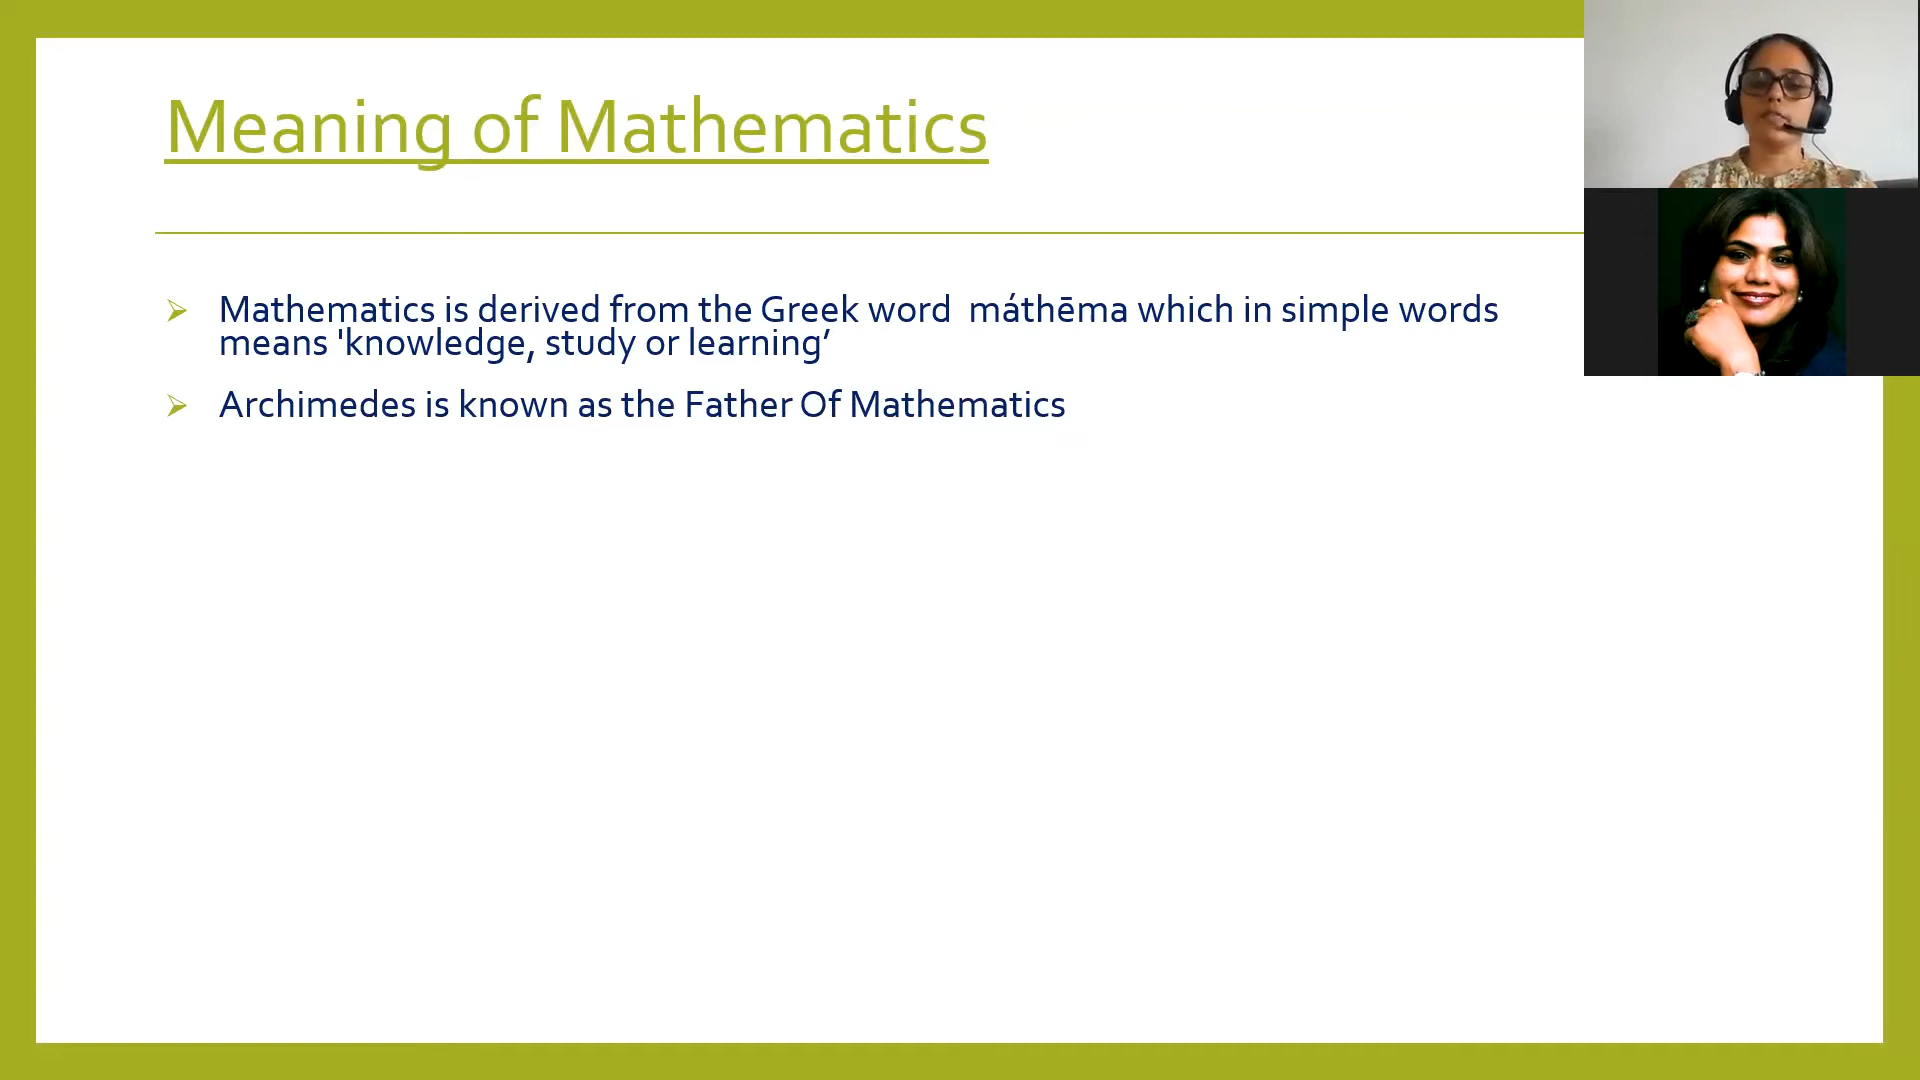 Meaning of Mathematics
Mathematics is derived from the Greek word  máthēma which in simple words
means 'knowledge, study or learning’
Archimedes is known as the Father Of Mathematics